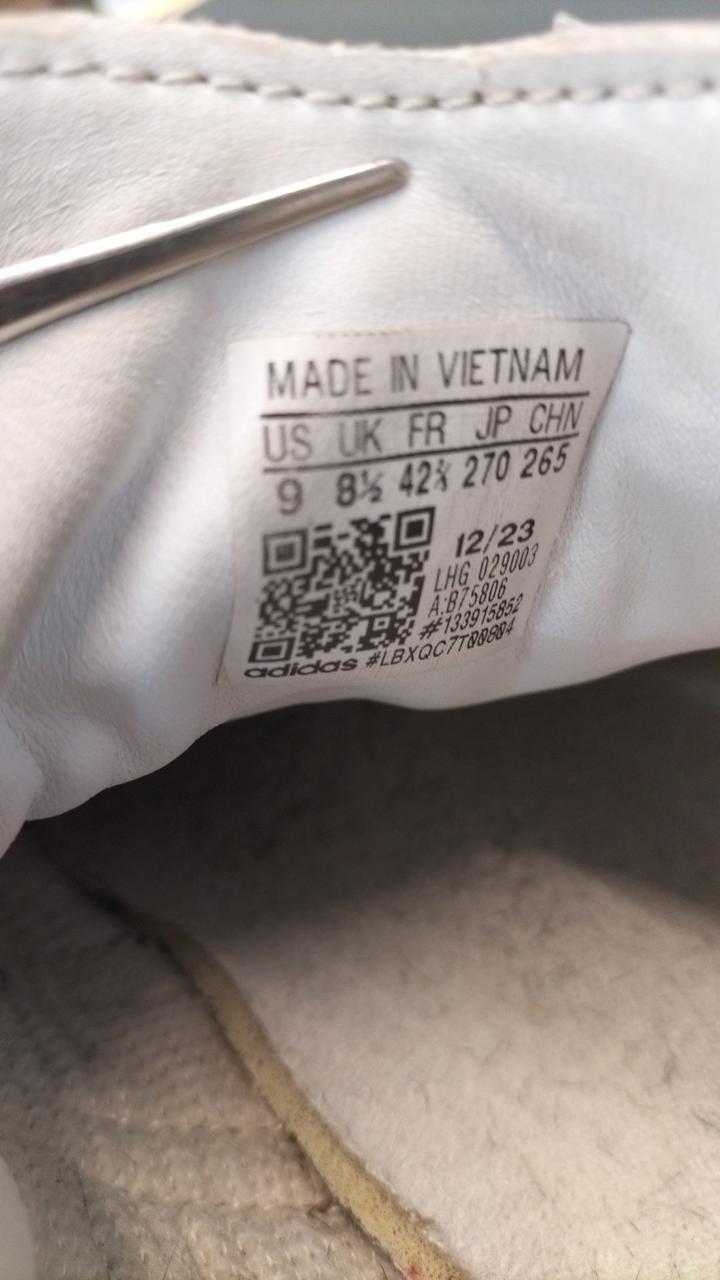 MADE IN VIETNAM
US UK FR JP CHN
9 8½ 42⅔ 270 265
12/23
LHG 029003
A:B75806
#133915852
adidas #LBXQC7T00804